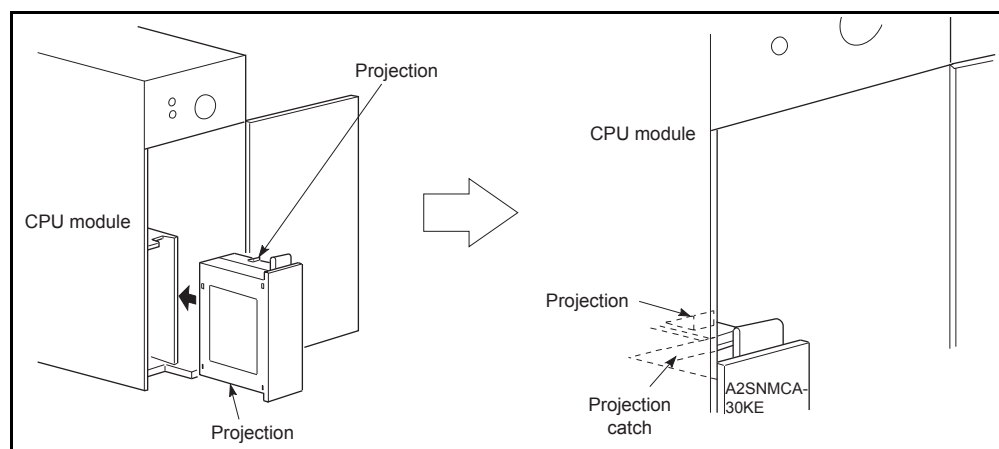 Projection
CPU module
Projection
CPU module
Projection
Projection
catch
A2SNMCA-
30KE